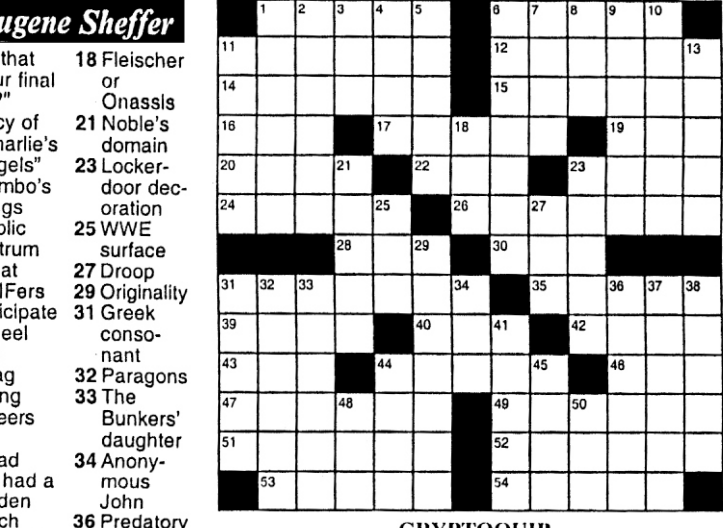 ugene Sheffer
that
ur final
?"
cy of
harlie's
gels"
mbo's
gs
olic
trum
at
Fers
icipate
eel
ag
ng
eers
ad
had a
den
ch
18 Fleischer
or
Onassis
21 Noble's
domain
23 Locker-
door dec-
oration
25 WWE
surface
27 Droop
29 Originality
31 Greek
conso-
nant
32 Paragons
33 The
Bunkers'
daughter
34 Anony-
mous
John
36 Predatory
1 2 3 4 5 6 7 8 9 10
11 12 13
14 15
16 17 18 19
20 21 22 23
24 25 26 27
28 29 30
31 32 33 34 35 36 37 38
39 40 41 42
43 44 45 46
47 48 49 50
51 52
53 54
CRYPTOQUIP